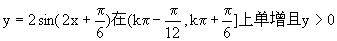 y = 2sin(2x + π/6)在(kπ − π/12, kπ + π/6]上单增且y > 0